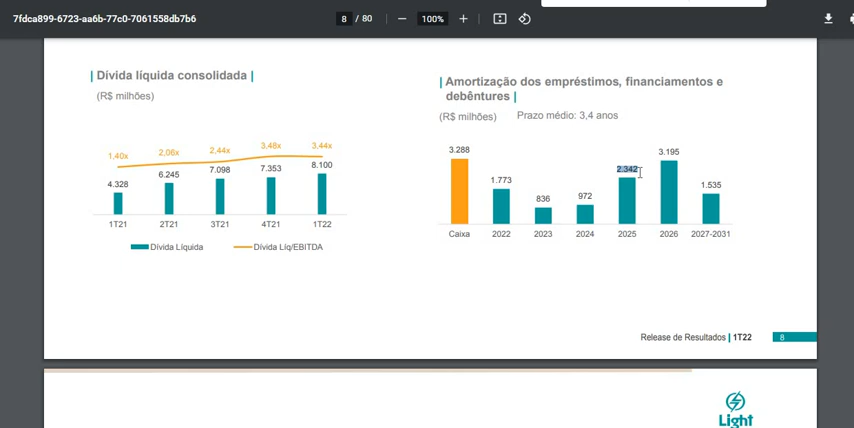 7fdca899-6723-aa6b-77c0-7061558db7b6
8 / 80
100%
| Dívida líquida consolidada |
(R$ milhões)
1,40x 2,06x 2,44x 3,48x 3,44x
4.328 6.245 7.098 7.353 8.100
1T21 2T21 3T21 4T21 1T22
Dívida Líquida Dívida Líq/EBITDA
| Amortização dos empréstimos, financiamentos e
debêntures |
(R$ milhões) Prazo médio: 3,4 anos
3.288 1.773 836 972 2.342 3.195 1.535
Caixa 2022 2023 2024 2025 2026 2027-2031
Release de Resultados | 1T22 8
Light